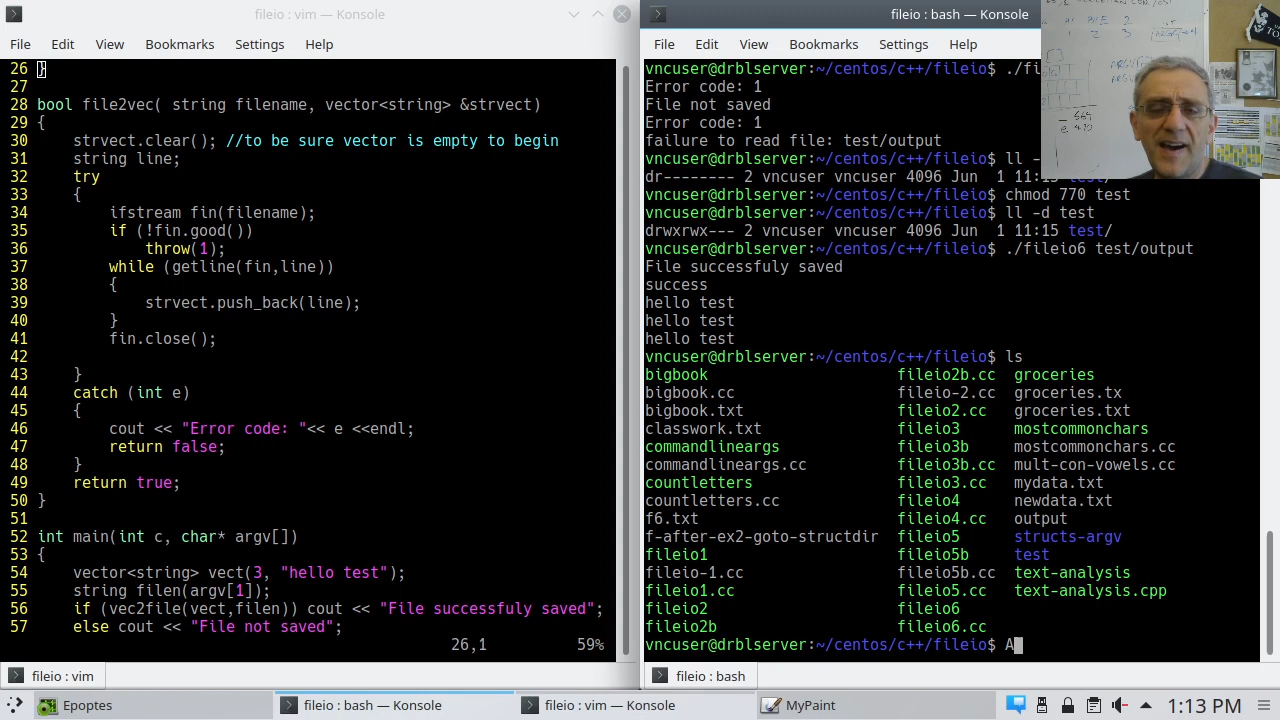 fileio : vim — Konsole
File Edit View Bookmarks Settings Help
26 }
27
28 bool file2vec( string filename, vector<string> &strvect)
29 {
30 strvect.clear(); //to be sure vector is empty to begin
31 string line;
32 try
33 {
34 ifstream fin(filename);
35 if (!fin.good())
36 throw(1);
37 while (getline(fin,line))
38 {
39 strvect.push_back(line);
40 }
41 fin.close();
42
43 }
44 catch (int e)
45 {
46 cout << "Error code: "<< e <<endl;
47 return false;
48 }
49 return true;
50 }
51
52 int main(int c, char* argv[])
53 {
54 vector<string> vect(3, "hello test");
55 string filen(argv[1]);
56 if (vec2file(vect,filen)) cout << "File successfuly saved";
57 else cout << "File not saved";
26,1 59%
fileio : vim
fileio : bash — Konsole
File Edit View Bookmarks Settings Help
vncuser@drblserver:~/centos/c++/fileio$ ./fi
Error code: 1
File not saved
Error code: 1
failure to read file: test/output
vncuser@drblserver:~/centos/c++/fileio$ ll -
dr-------- 2 vncuser vncuser 4096 Jun 1 11:15 test/
vncuser@drblserver:~/centos/c++/fileio$ chmod 770 test
vncuser@drblserver:~/centos/c++/fileio$ ll -d test
drwxrwx--- 2 vncuser vncuser 4096 Jun 1 11:15 test/
vncuser@drblserver:~/centos/c++/fileio$ ./fileio6 test/output
File successfuly saved
success
hello test
hello test
hello test
vncuser@drblserver:~/centos/c++/fileio$ ls
bigbook fileio2b.cc groceries
bigbook.cc fileio-2.cc groceries.tx
bigbook.txt fileio2.cc groceries.txt
classwork.txt fileio3 mostcommonchars
commandlineargs fileio3b mostcommonchars.cc
commandlineargs.cc fileio3b.cc mult-con-vowels.cc
countletters fileio3.cc mydata.txt
countletters.cc fileio4 newdata.txt
f6.txt fileio4.cc output
f-after-ex2-goto-structdir fileio5 structs-argv
fileio1 fileio5b test
fileio-1.cc fileio5b.cc text-analysis
fileio1.cc fileio5.cc text-analysis.cpp
fileio2 fileio6
fileio2b fileio6.cc
vncuser@drblserver:~/centos/c++/fileio$ A
fileio : bash
Epoptes
fileio : bash — Konsole
fileio : vim — Konsole
MyPaint
1:13 PM